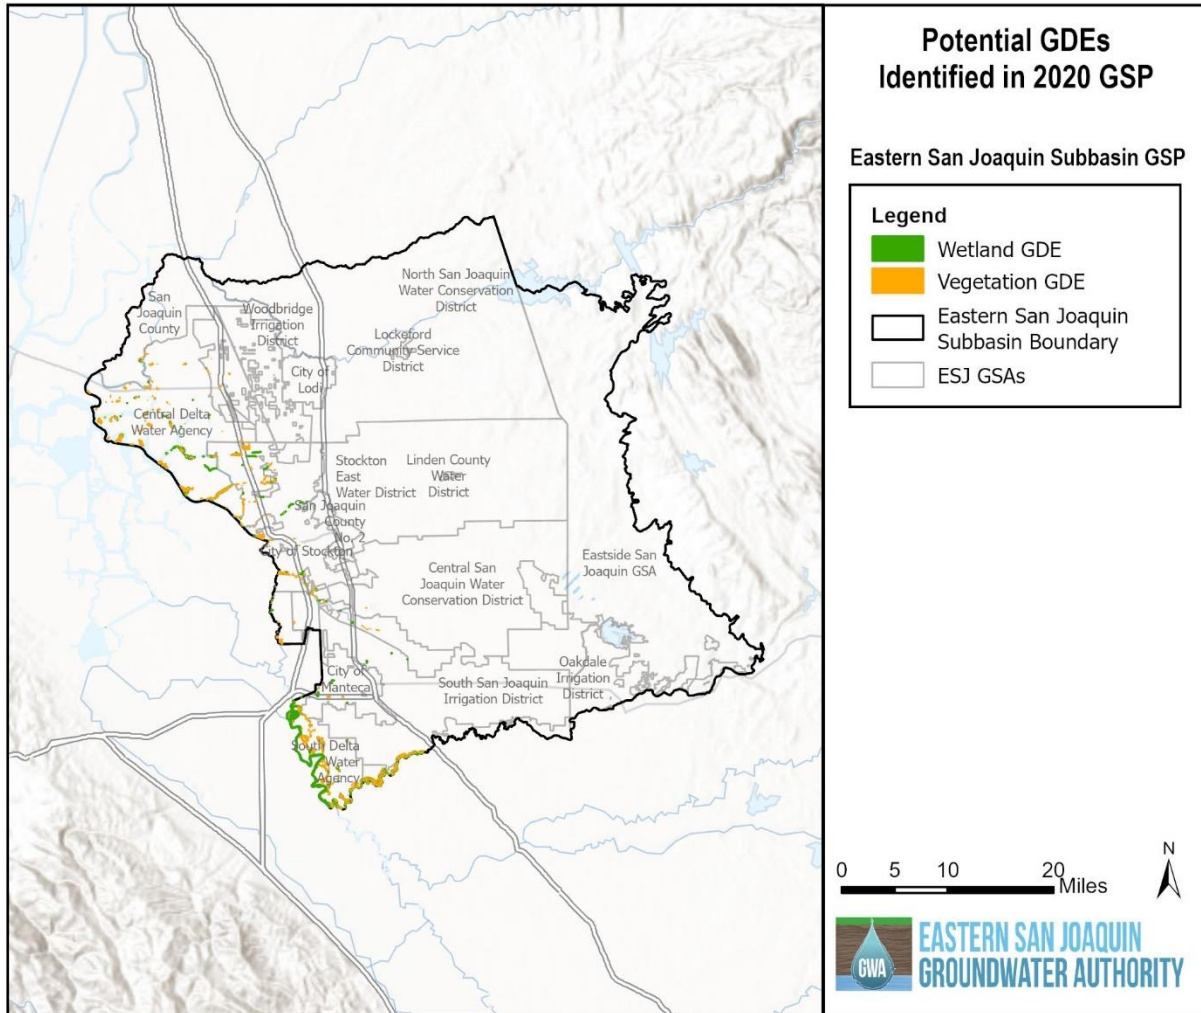 Potential GDEs
Identified in 2020 GSP
Eastern San Joaquin Subbasin GSP
Legend
Wetland GDE
Vegetation GDE
Eastern San Joaquin
Subbasin Boundary
ESJ GSAs
San
Joaquin
County
Woodbridge
Irrigation
District
North San Joaquin
Water Conservation
District
Lockeford
Community Service
District
City of
Lodi
Central Delta
Water Agency
Stockton
East
Water District
Linden County
Water
District
San Joaquin
County
No. 2
City of Stockton
Central San
Joaquin Water
Conservation District
Eastside San
Joaquin GSA
City of
Manteca
South San Joaquin
Irrigation District
Oakdale
Irrigation
District
South Delta
Water
Agency
N
0 5 10 20
Miles
GWA
EASTERN SAN JOAQUIN
GROUNDWATER AUTHORITY